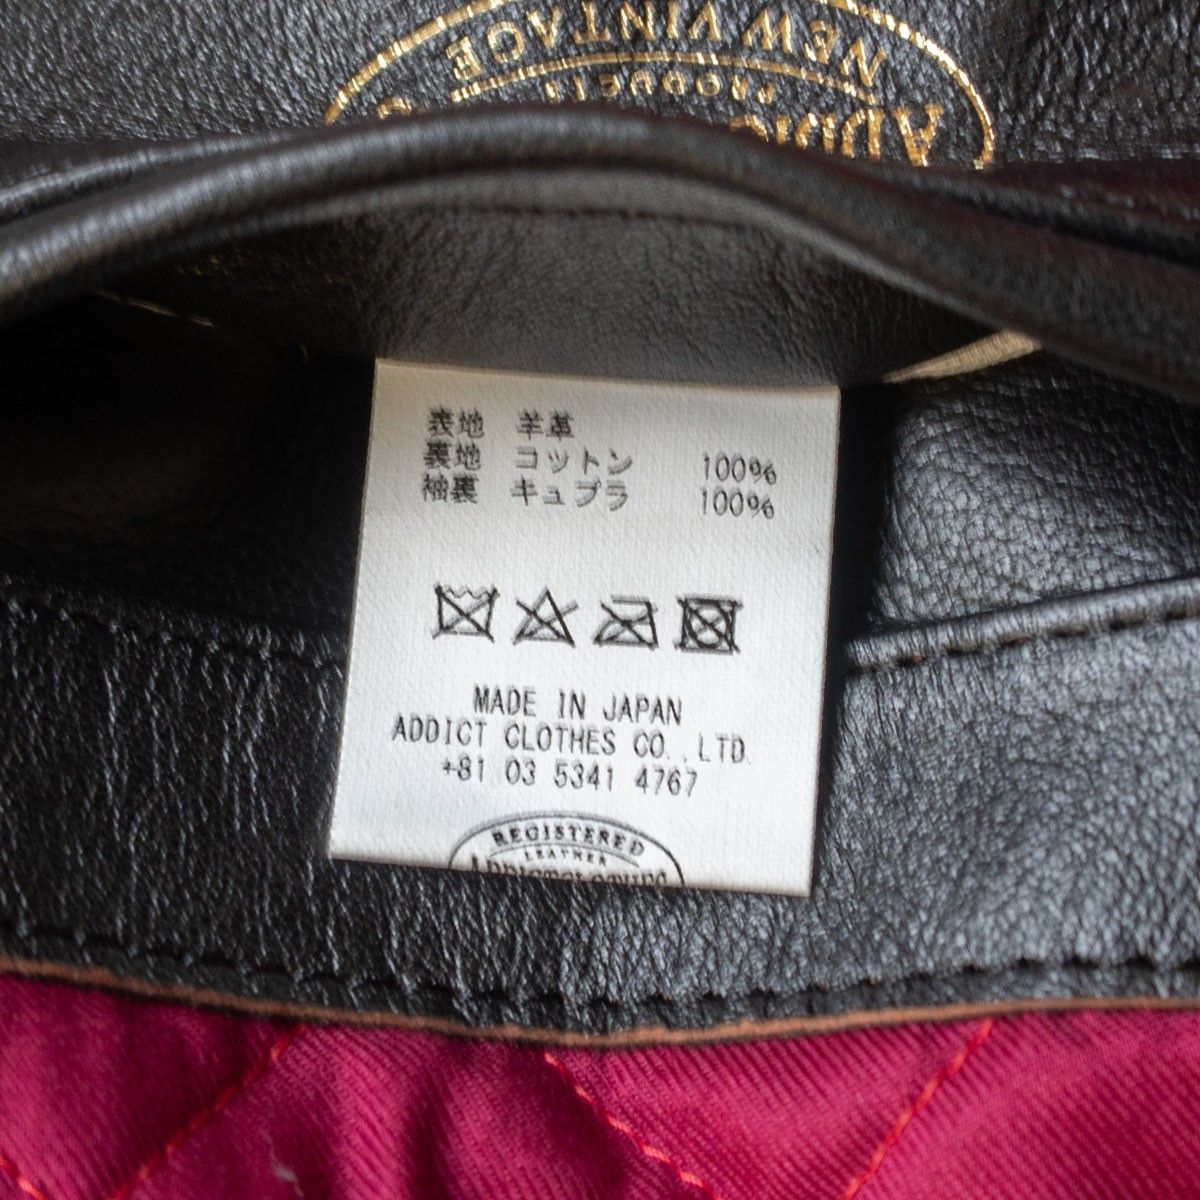 NEW VINTAGE
PRODUCTS
表地 羊革
裏地 コットン 100%
袖裏 キュプラ 100%
MADE IN JAPAN
ADDICT CLOTHES CO.,LTD.
+81 03 5341 4767
REGISTERED
LEATHER